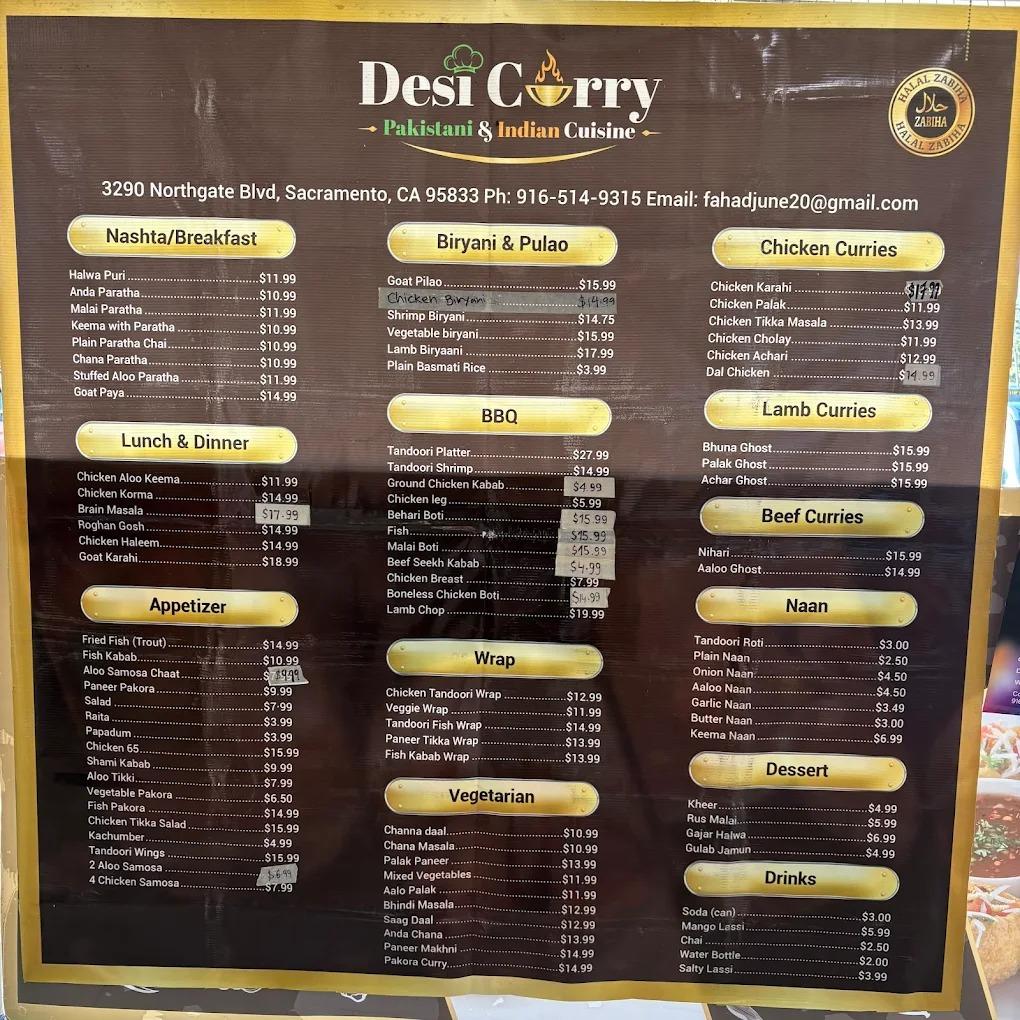 Desi Curry
Pakistani & Indian Cuisine
HALAL ZABIHA
حلال
ZABIHA
HALAL ZABIHA
3290 Northgate Blvd, Sacramento, CA 95833 Ph: 916-514-9315 Email: fahadjune20@gmail.com
Nashta/Breakfast
Halwa Puri $11.99
Anda Paratha $10.99
Malai Paratha $11.99
Keema with Paratha $10.99
Plain Paratha Chai $10.99
Chana Paratha $10.99
Stuffed Aloo Paratha $11.99
Goat Paya $14.99
Lunch & Dinner
Chicken Aloo Keema $11.99
Chicken Korma $14.99
Brain Masala $17.99
Roghan Gosh $14.99
Chicken Haleem $14.99
Goat Karahi $18.99
Appetizer
Fried Fish (Trout) $14.99
Fish Kabab $10.99
Aloo Samosa Chaat $9.99
Paneer Pakora $9.99
Salad $7.99
Raita $3.99
Papadum $3.99
Chicken 65 $15.99
Shami Kabab $9.99
Aloo Tikki $7.99
Vegetable Pakora $6.50
Fish Pakora $14.99
Chicken Tikka Salad $15.99
Kachumber $4.99
Tandoori Wings $15.99
2 Aloo Samosa $6.99
4 Chicken Samosa $7.99
Biryani & Pulao
Goat Pilao $15.99
Chicken Biryani $14.99
Shrimp Biryani $14.75
Vegetable biryani $15.99
Lamb Biryaani $17.99
Plain Basmati Rice $3.99
BBQ
Tandoori Platter $27.99
Tandoori Shrimp $14.99
Ground Chicken Kabab $4.99
Chicken leg $5.99
Behari Boti $15.99
Fish $15.99
Malai Boti $15.99
Beef Seekh Kabab $4.99
Chicken Breast $7.99
Boneless Chicken Boti $14.99
Lamb Chop $19.99
Wrap
Chicken Tandoori Wrap $12.99
Veggie Wrap $11.99
Tandoori Fish Wrap $14.99
Paneer Tikka Wrap $13.99
Fish Kabab Wrap $13.99
Vegetarian
Channa daal $10.99
Chana Masala $10.99
Palak Paneer $13.99
Mixed Vegetables $11.99
Aalo Palak $11.99
Bhindi Masala $12.99
Saag Daal $12.99
Anda Chana $13.99
Paneer Makhni $14.99
Pakora Curry $14.99
Chicken Curries
Chicken Karahi $17.99
Chicken Palak $11.99
Chicken Tikka Masala $13.99
Chicken Cholay $11.99
Chicken Achari $12.99
Dal Chicken $14.99
Lamb Curries
Bhuna Ghost $15.99
Palak Ghost $15.99
Achar Ghost $15.99
Beef Curries
Nihari $15.99
Aaloo Ghost $14.99
Naan
Tandoori Roti $3.00
Plain Naan $2.50
Onion Naan $4.50
Aaloo Naan $4.50
Garlic Naan $3.49
Butter Naan $3.00
Keema Naan $6.99
Dessert
Kheer $4.99
Rus Malai $5.99
Gajar Halwa $6.99
Gulab Jamun $4.99
Drinks
Soda (can) $3.00
Mango Lassi $5.99
Chai $2.50
Water Bottle $2.00
Salty Lassi $3.99